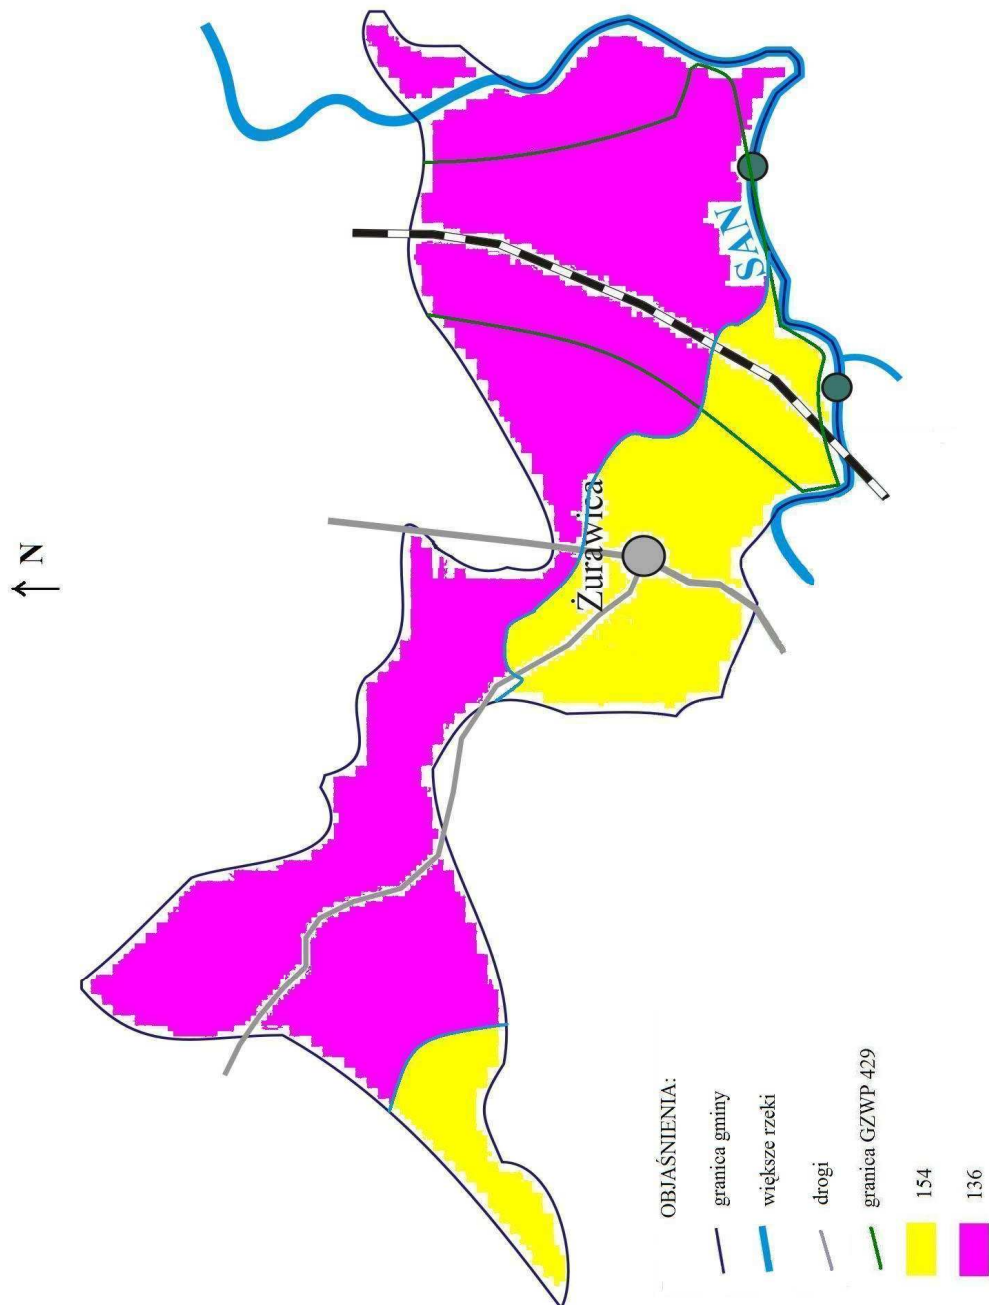 N
SAN
Żurawica
OBJAŚNIENIA:
granica gminy
większe rzeki
drogi
granica GZWP 429
154
136